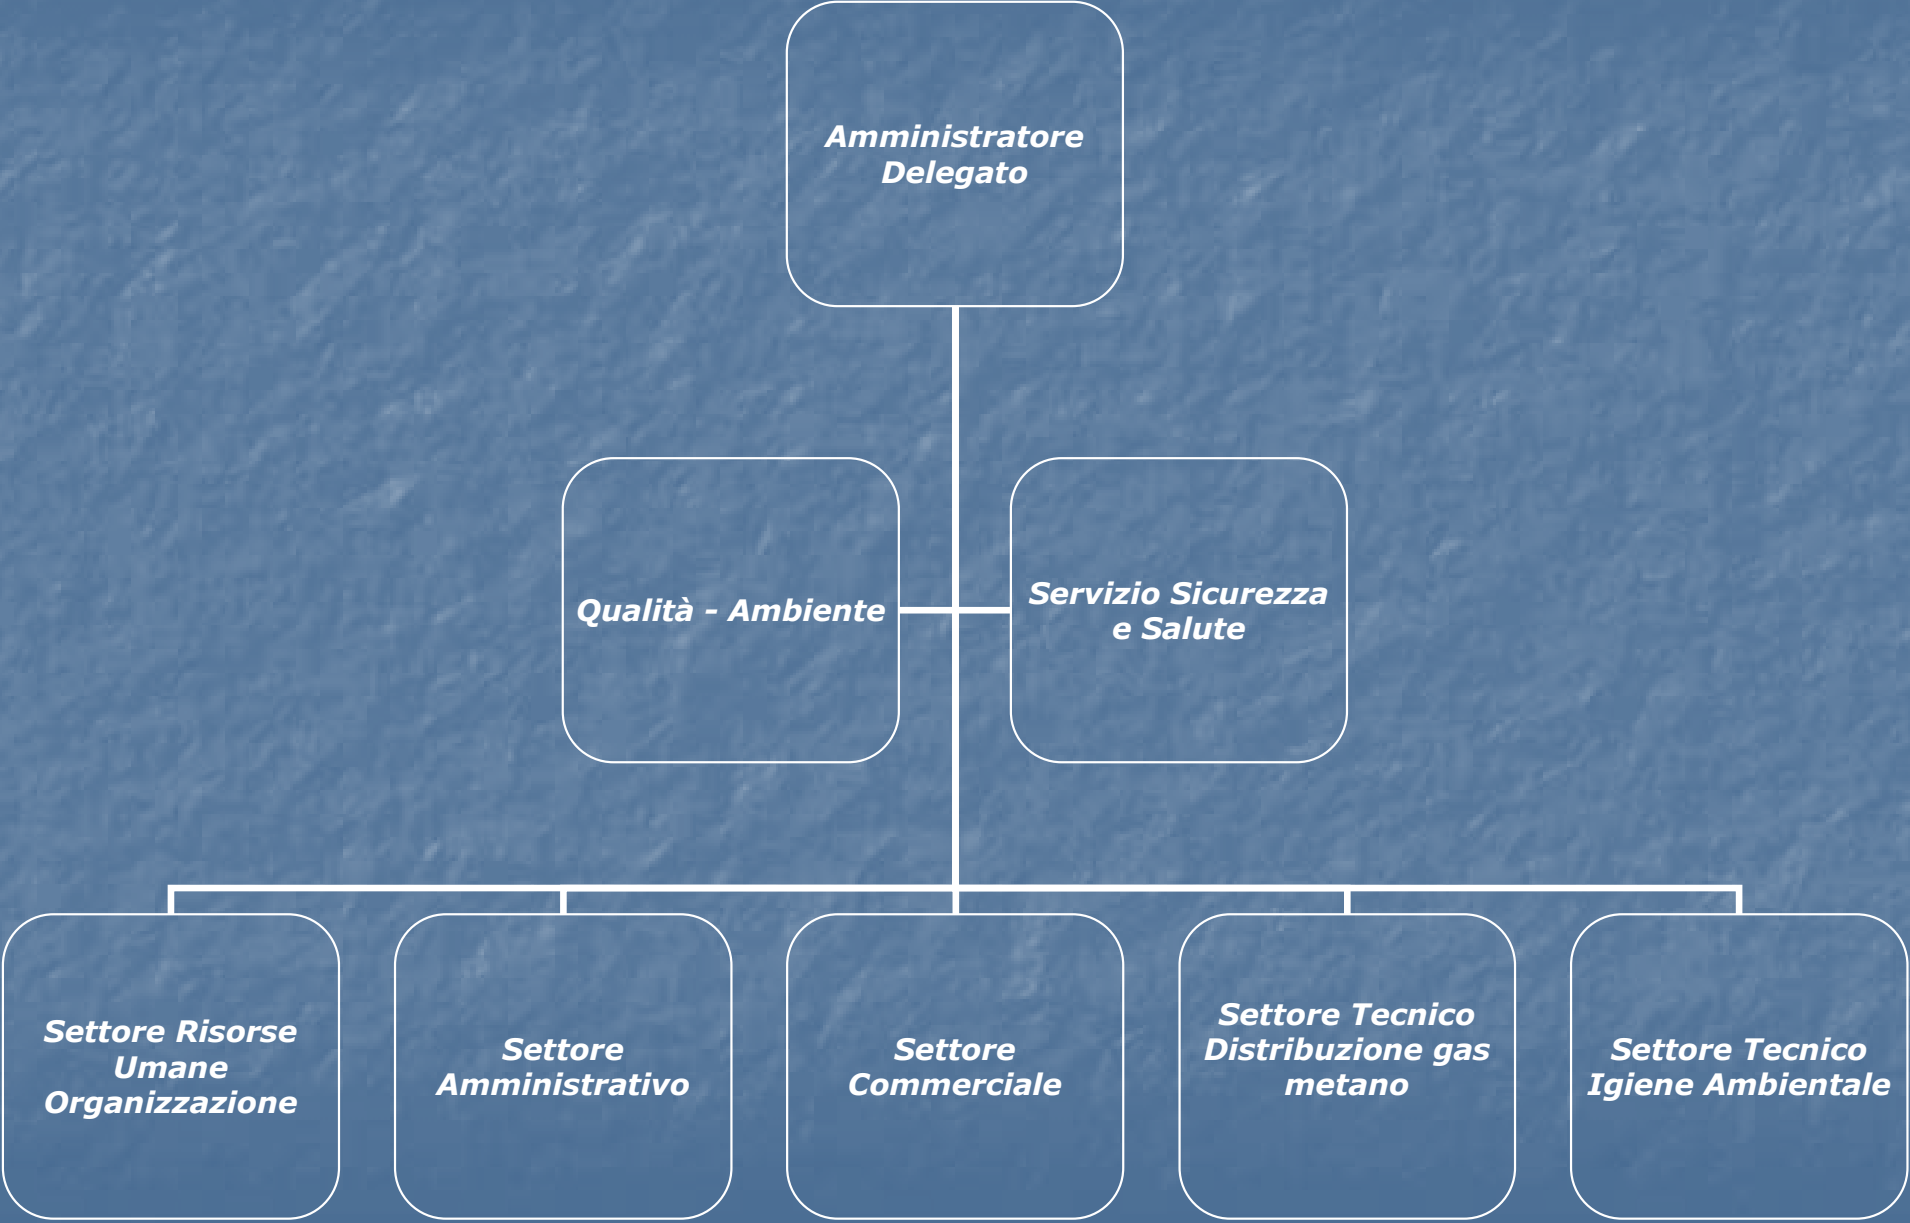 Amministratore
Delegato
Qualità – Ambiente
Servizio Sicurezza
e Salute
Settore Risorse
Umane
Organizzazione
Settore
Amministrativo
Settore
Commerciale
Settore Tecnico
Distribuzione gas
metano
Settore Tecnico
Igiene Ambientale